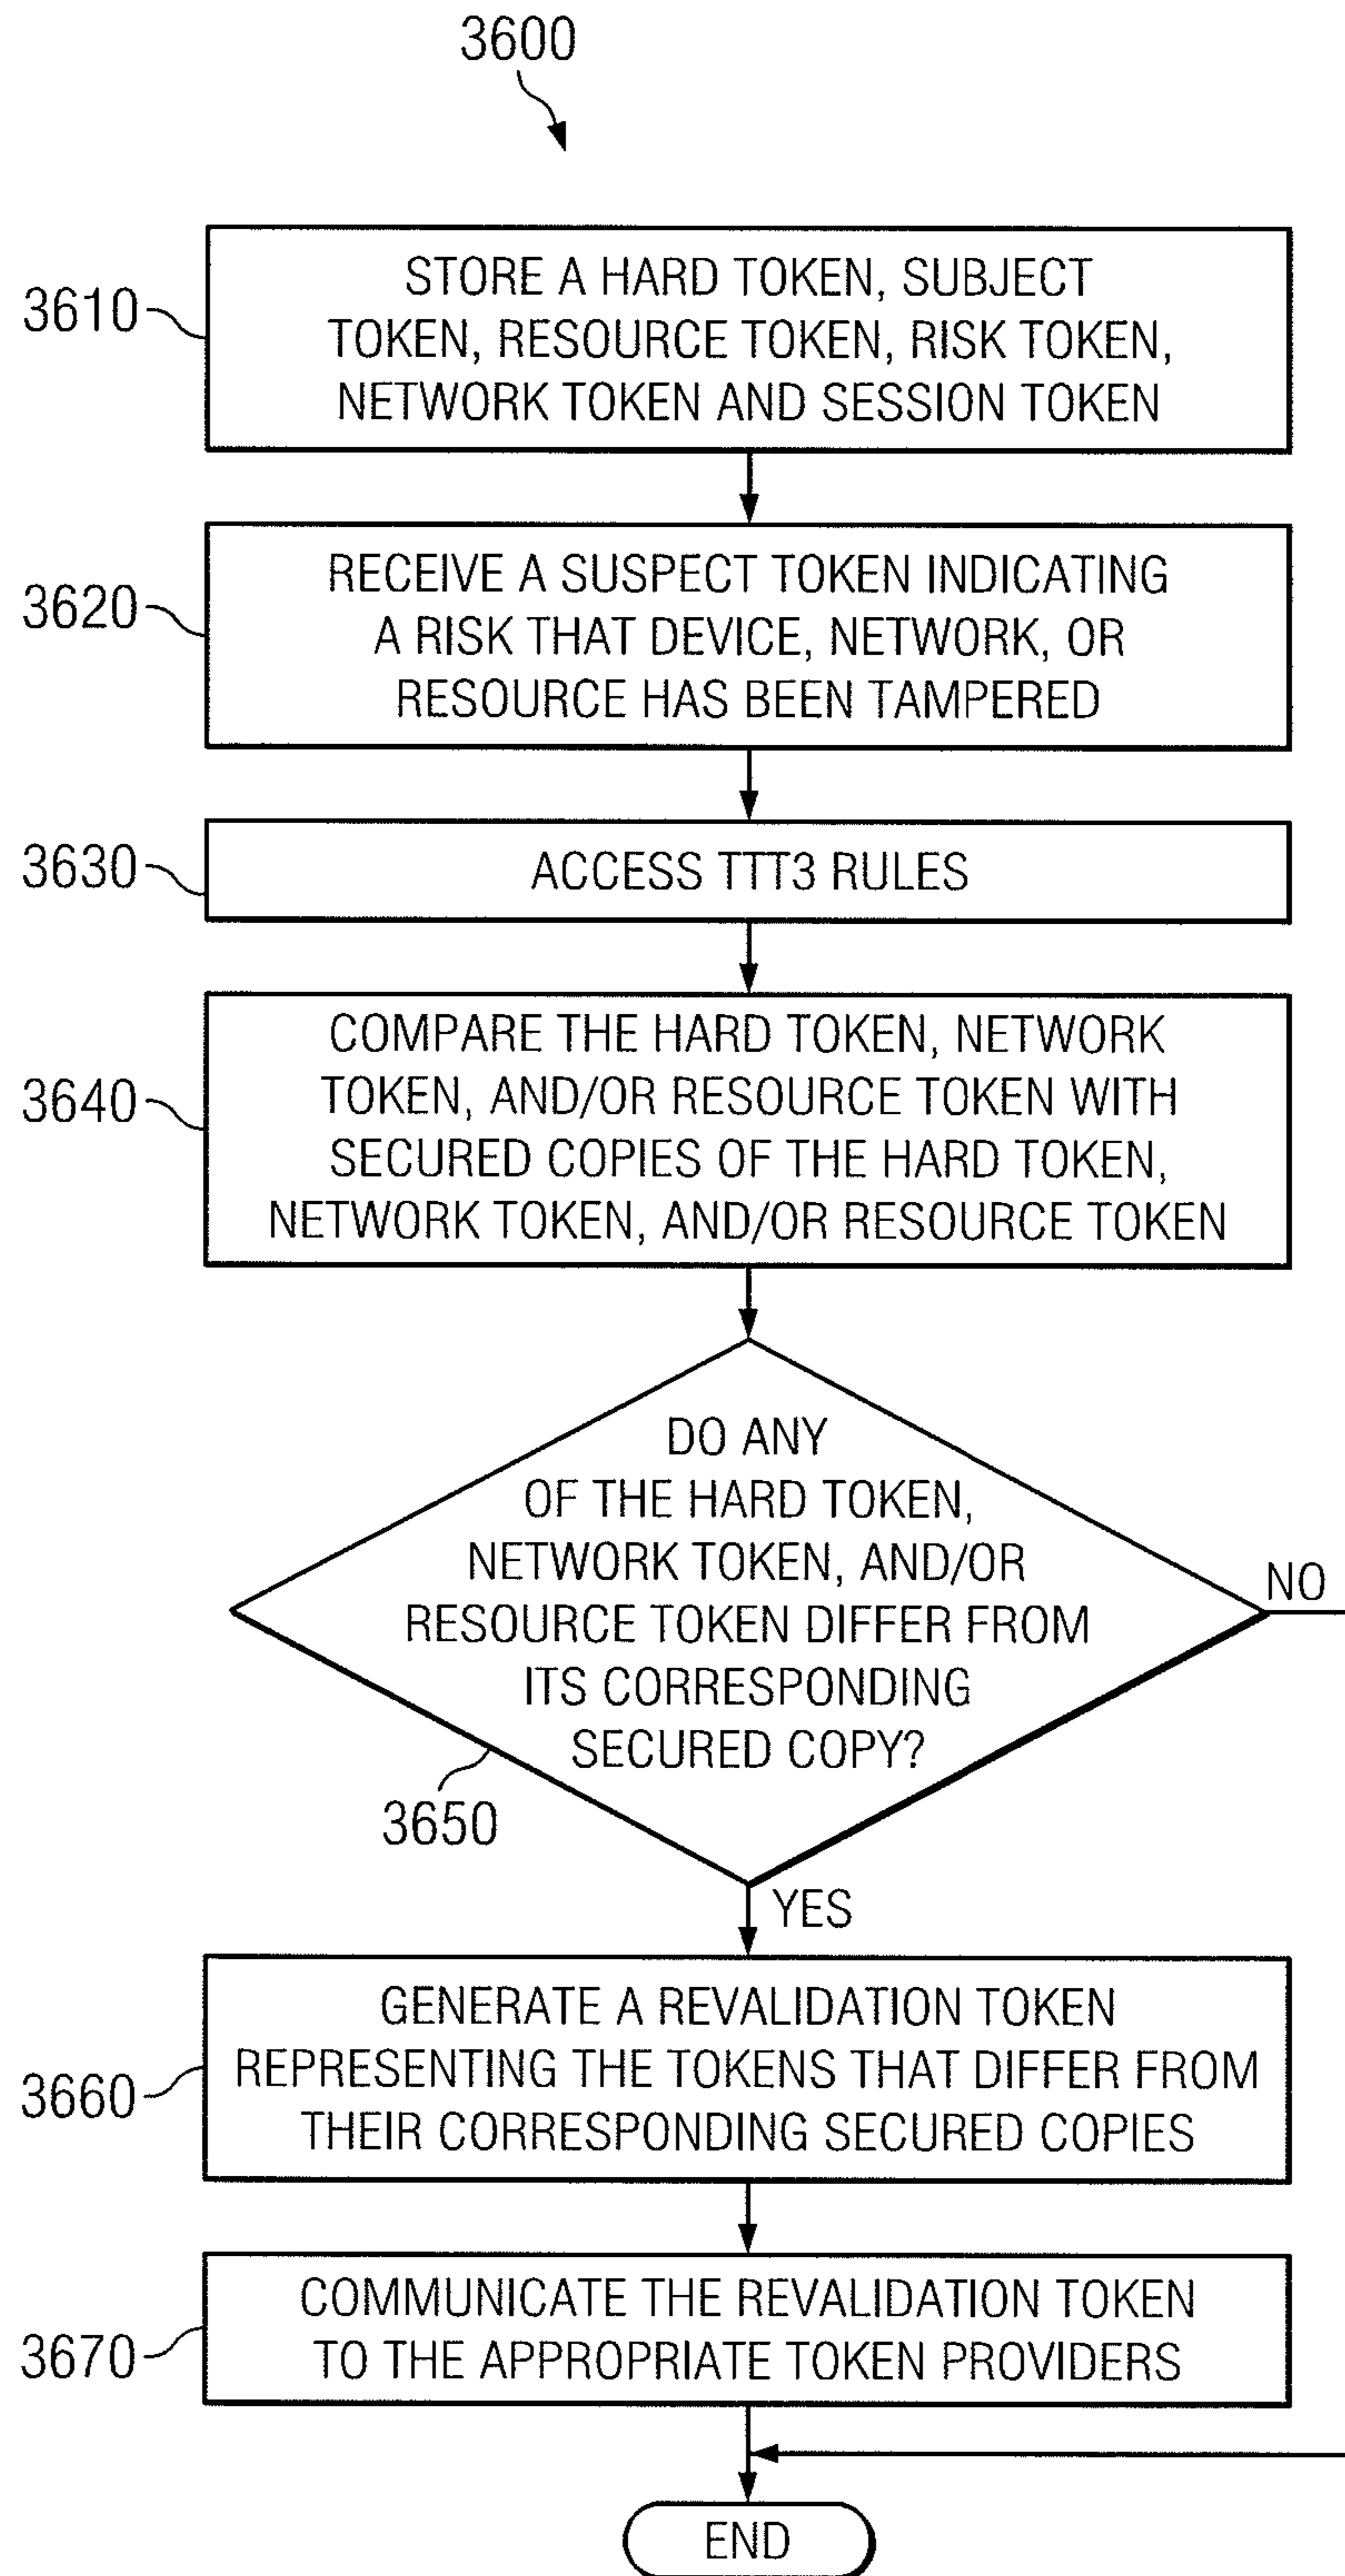 3600
3610
STORE A HARD TOKEN, SUBJECT
TOKEN, RESOURCE TOKEN, RISK TOKEN,
NETWORK TOKEN AND SESSION TOKEN
3620
RECEIVE A SUSPECT TOKEN INDICATING
A RISK THAT DEVICE, NETWORK, OR
RESOURCE HAS BEEN TAMPERED
3630
ACCESS TTT3 RULES
3640
COMPARE THE HARD TOKEN, NETWORK
TOKEN, AND/OR RESOURCE TOKEN WITH
SECURED COPIES OF THE HARD TOKEN,
NETWORK TOKEN, AND/OR RESOURCE TOKEN
DO ANY
OF THE HARD TOKEN,
NETWORK TOKEN, AND/OR
RESOURCE TOKEN DIFFER FROM
ITS CORRESPONDING
SECURED COPY?
NO
3650
YES
3660
GENERATE A REVALIDATION TOKEN
REPRESENTING THE TOKENS THAT DIFFER FROM
THEIR CORRESPONDING SECURED COPIES
3670
COMMUNICATE THE REVALIDATION TOKEN
TO THE APPROPRIATE TOKEN PROVIDERS
END